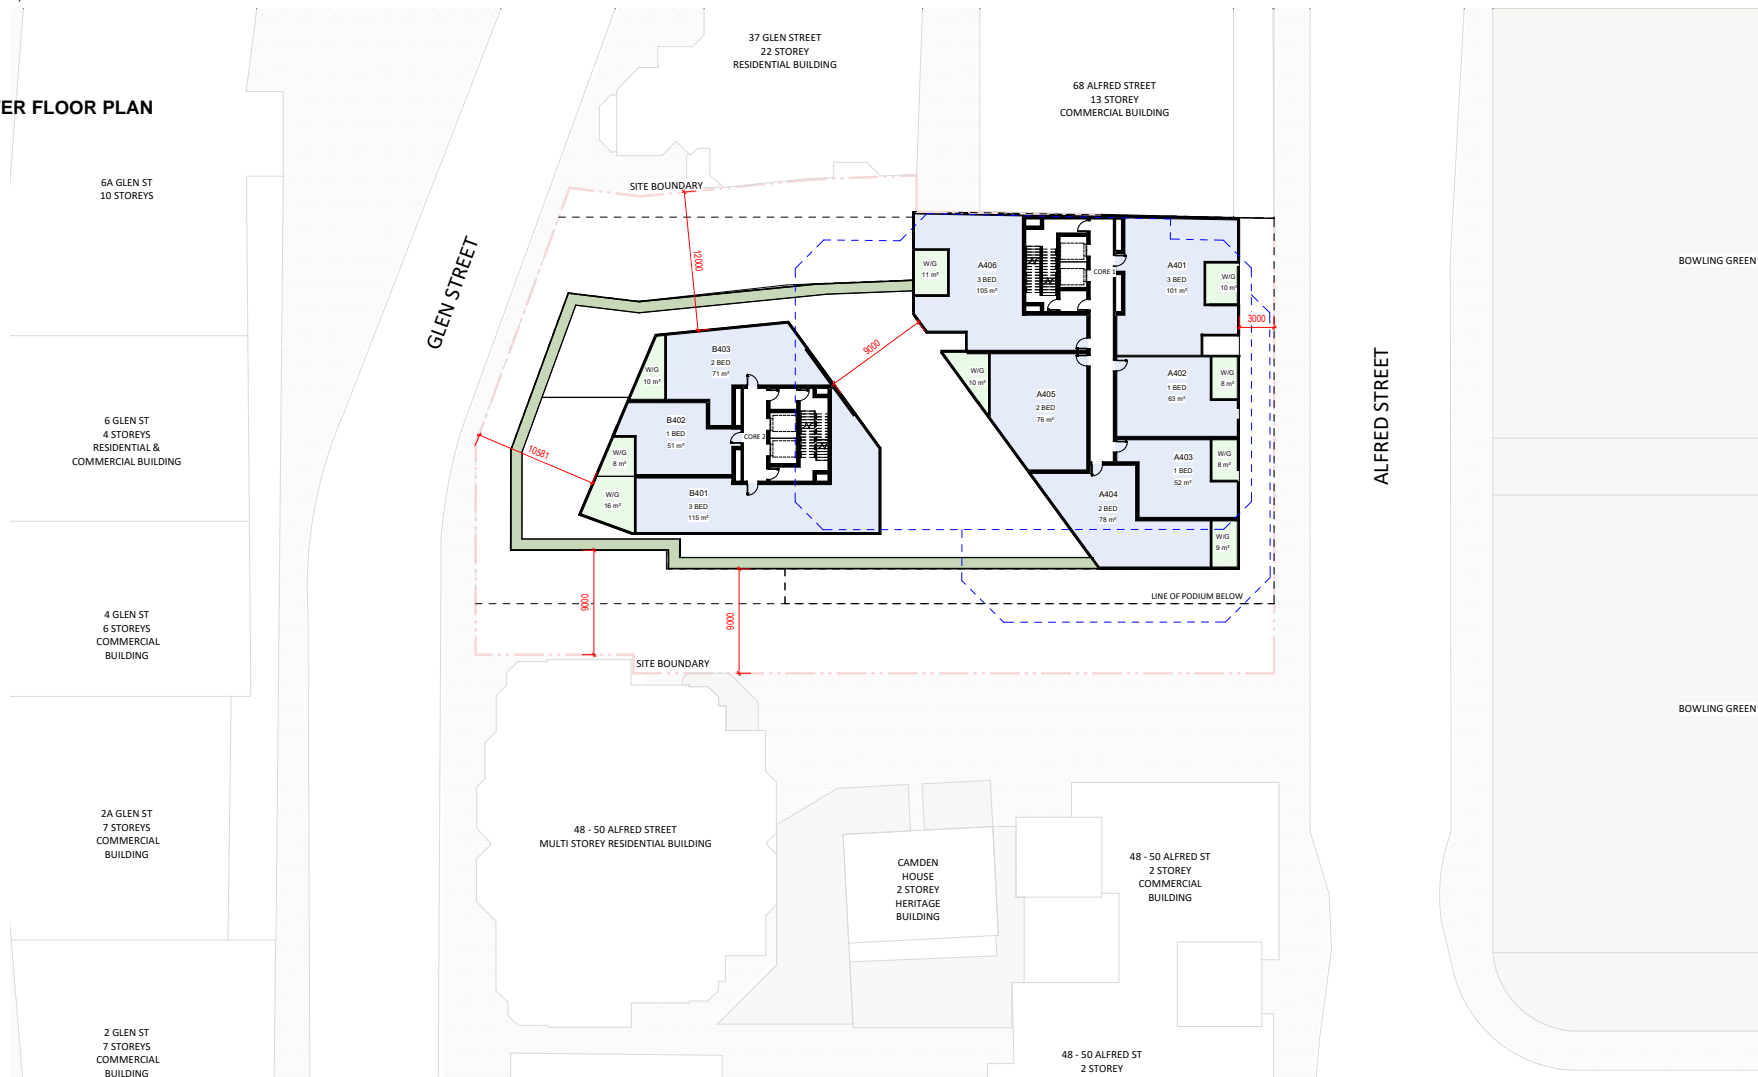 37 GLEN STREET
22 STOREY
RESIDENTIAL BUILDING
68 ALFRED STREET
13 STOREY
COMMERCIAL BUILDING
ER FLOOR PLAN
6A GLEN ST
10 STOREYS
SITE BOUNDARY
GLEN STREET
12000
W/G
11 m²
A406
3 BED
105 m²
CORE 1
A401
3 BED
101 m²
W/G
10 m²
BOWLING GREEN
3000
9000
B403
2 BED
71 m²
W/G
10 m²
W/G
10 m²
A405
2 BED
76 m²
A402
1 BED
63 m²
W/G
8 m²
ALFRED STREET
6 GLEN ST
4 STOREYS
RESIDENTIAL &
COMMERCIAL BUILDING
10581
B402
1 BED
51 m²
W/G
8 m²
CORE 2
A403
1 BED
52 m²
W/G
8 m²
W/G
16 m²
B401
3 BED
115 m²
A404
2 BED
78 m²
W/G
9 m²
9000
9000
LINE OF PODIUM BELOW
4 GLEN ST
6 STOREYS
COMMERCIAL
BUILDING
SITE BOUNDARY
BOWLING GREEN
2A GLEN ST
7 STOREYS
COMMERCIAL
BUILDING
48 - 50 ALFRED STREET
MULTI STOREY RESIDENTIAL BUILDING
CAMDEN
HOUSE
2 STOREY
HERITAGE
BUILDING
48 - 50 ALFRED ST
2 STOREY
COMMERCIAL
BUILDING
2 GLEN ST
7 STOREYS
COMMERCIAL
BUILDING
48 - 50 ALFRED ST
2 STOREY